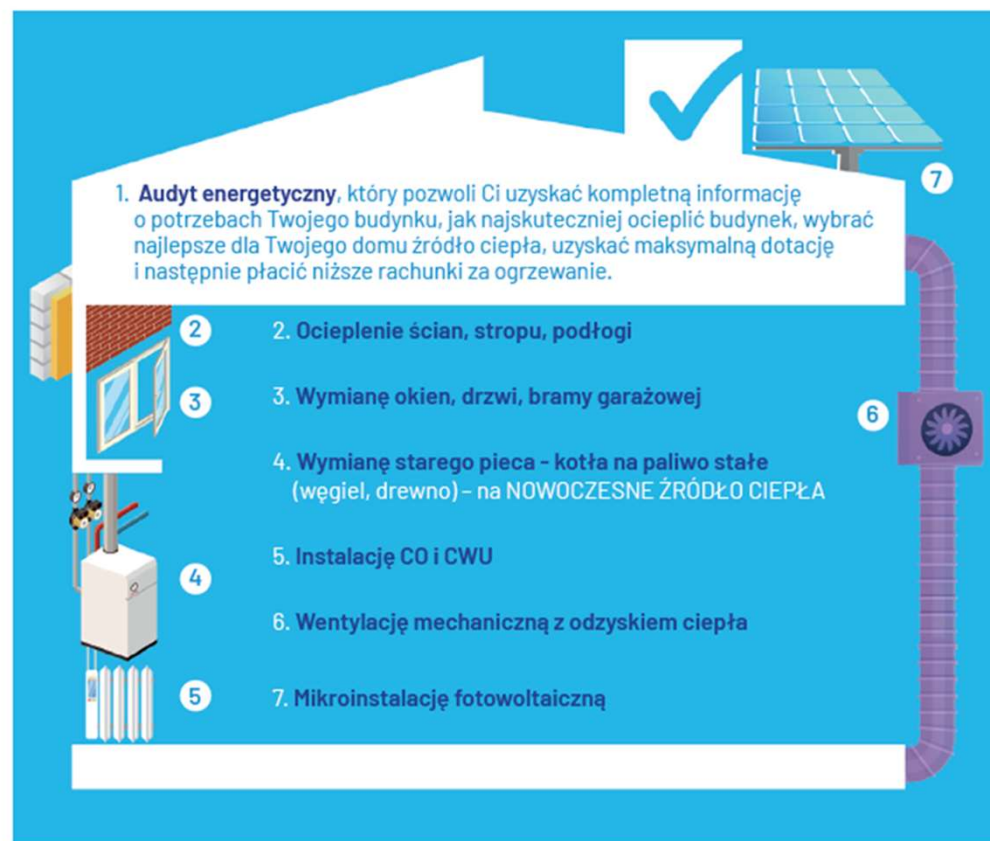 1. Audyt energetyczny, który pozwoli Ci uzyskać kompletną informację
o potrzebach Twojego budynku, jak najskuteczniej ocieplić budynek, wybrać
najlepsze dla Twojego domu źródło ciepła, uzyskać maksymalną dotację
i następnie płacić niższe rachunki za ogrzewanie.
7
2
2. Ocieplenie ścian, stropu, podłogi
3
3. Wymianę okien, drzwi, bramy garażowej
6
4. Wymianę starego pieca - kotła na paliwo stałe
(węgiel, drewno) – na NOWOCZESNE ŹRÓDŁO CIEPŁA
4
5. Instalację CO i CWU
6. Wentylację mechaniczną z odzyskiem ciepła
5
7. Mikroinstalację fotowoltaiczną